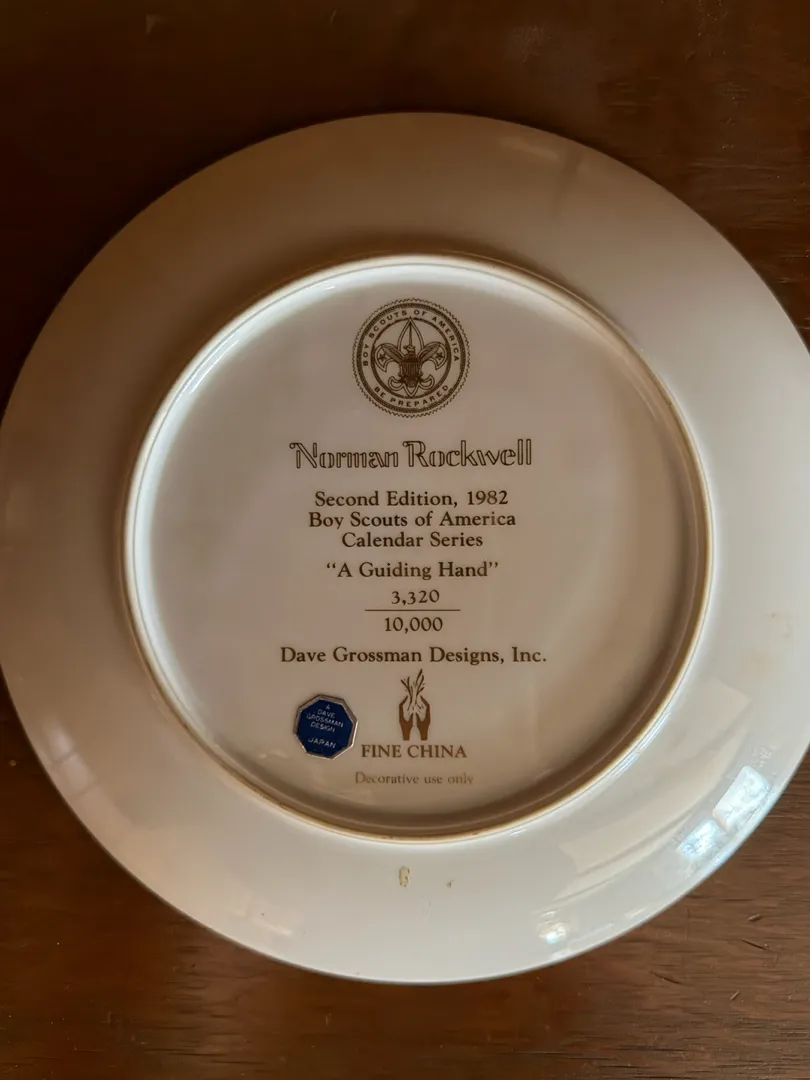 BOY SCOUTS OF AMERICA
BE PREPARED
Norman Rockwell
Second Edition, 1982
Boy Scouts of America
Calendar Series
“A Guiding Hand”
3,320
10,000
Dave Grossman Designs, Inc.
A
DAVE
GROSSMAN
DESIGN
JAPAN
FINE CHINA
Decorative use only